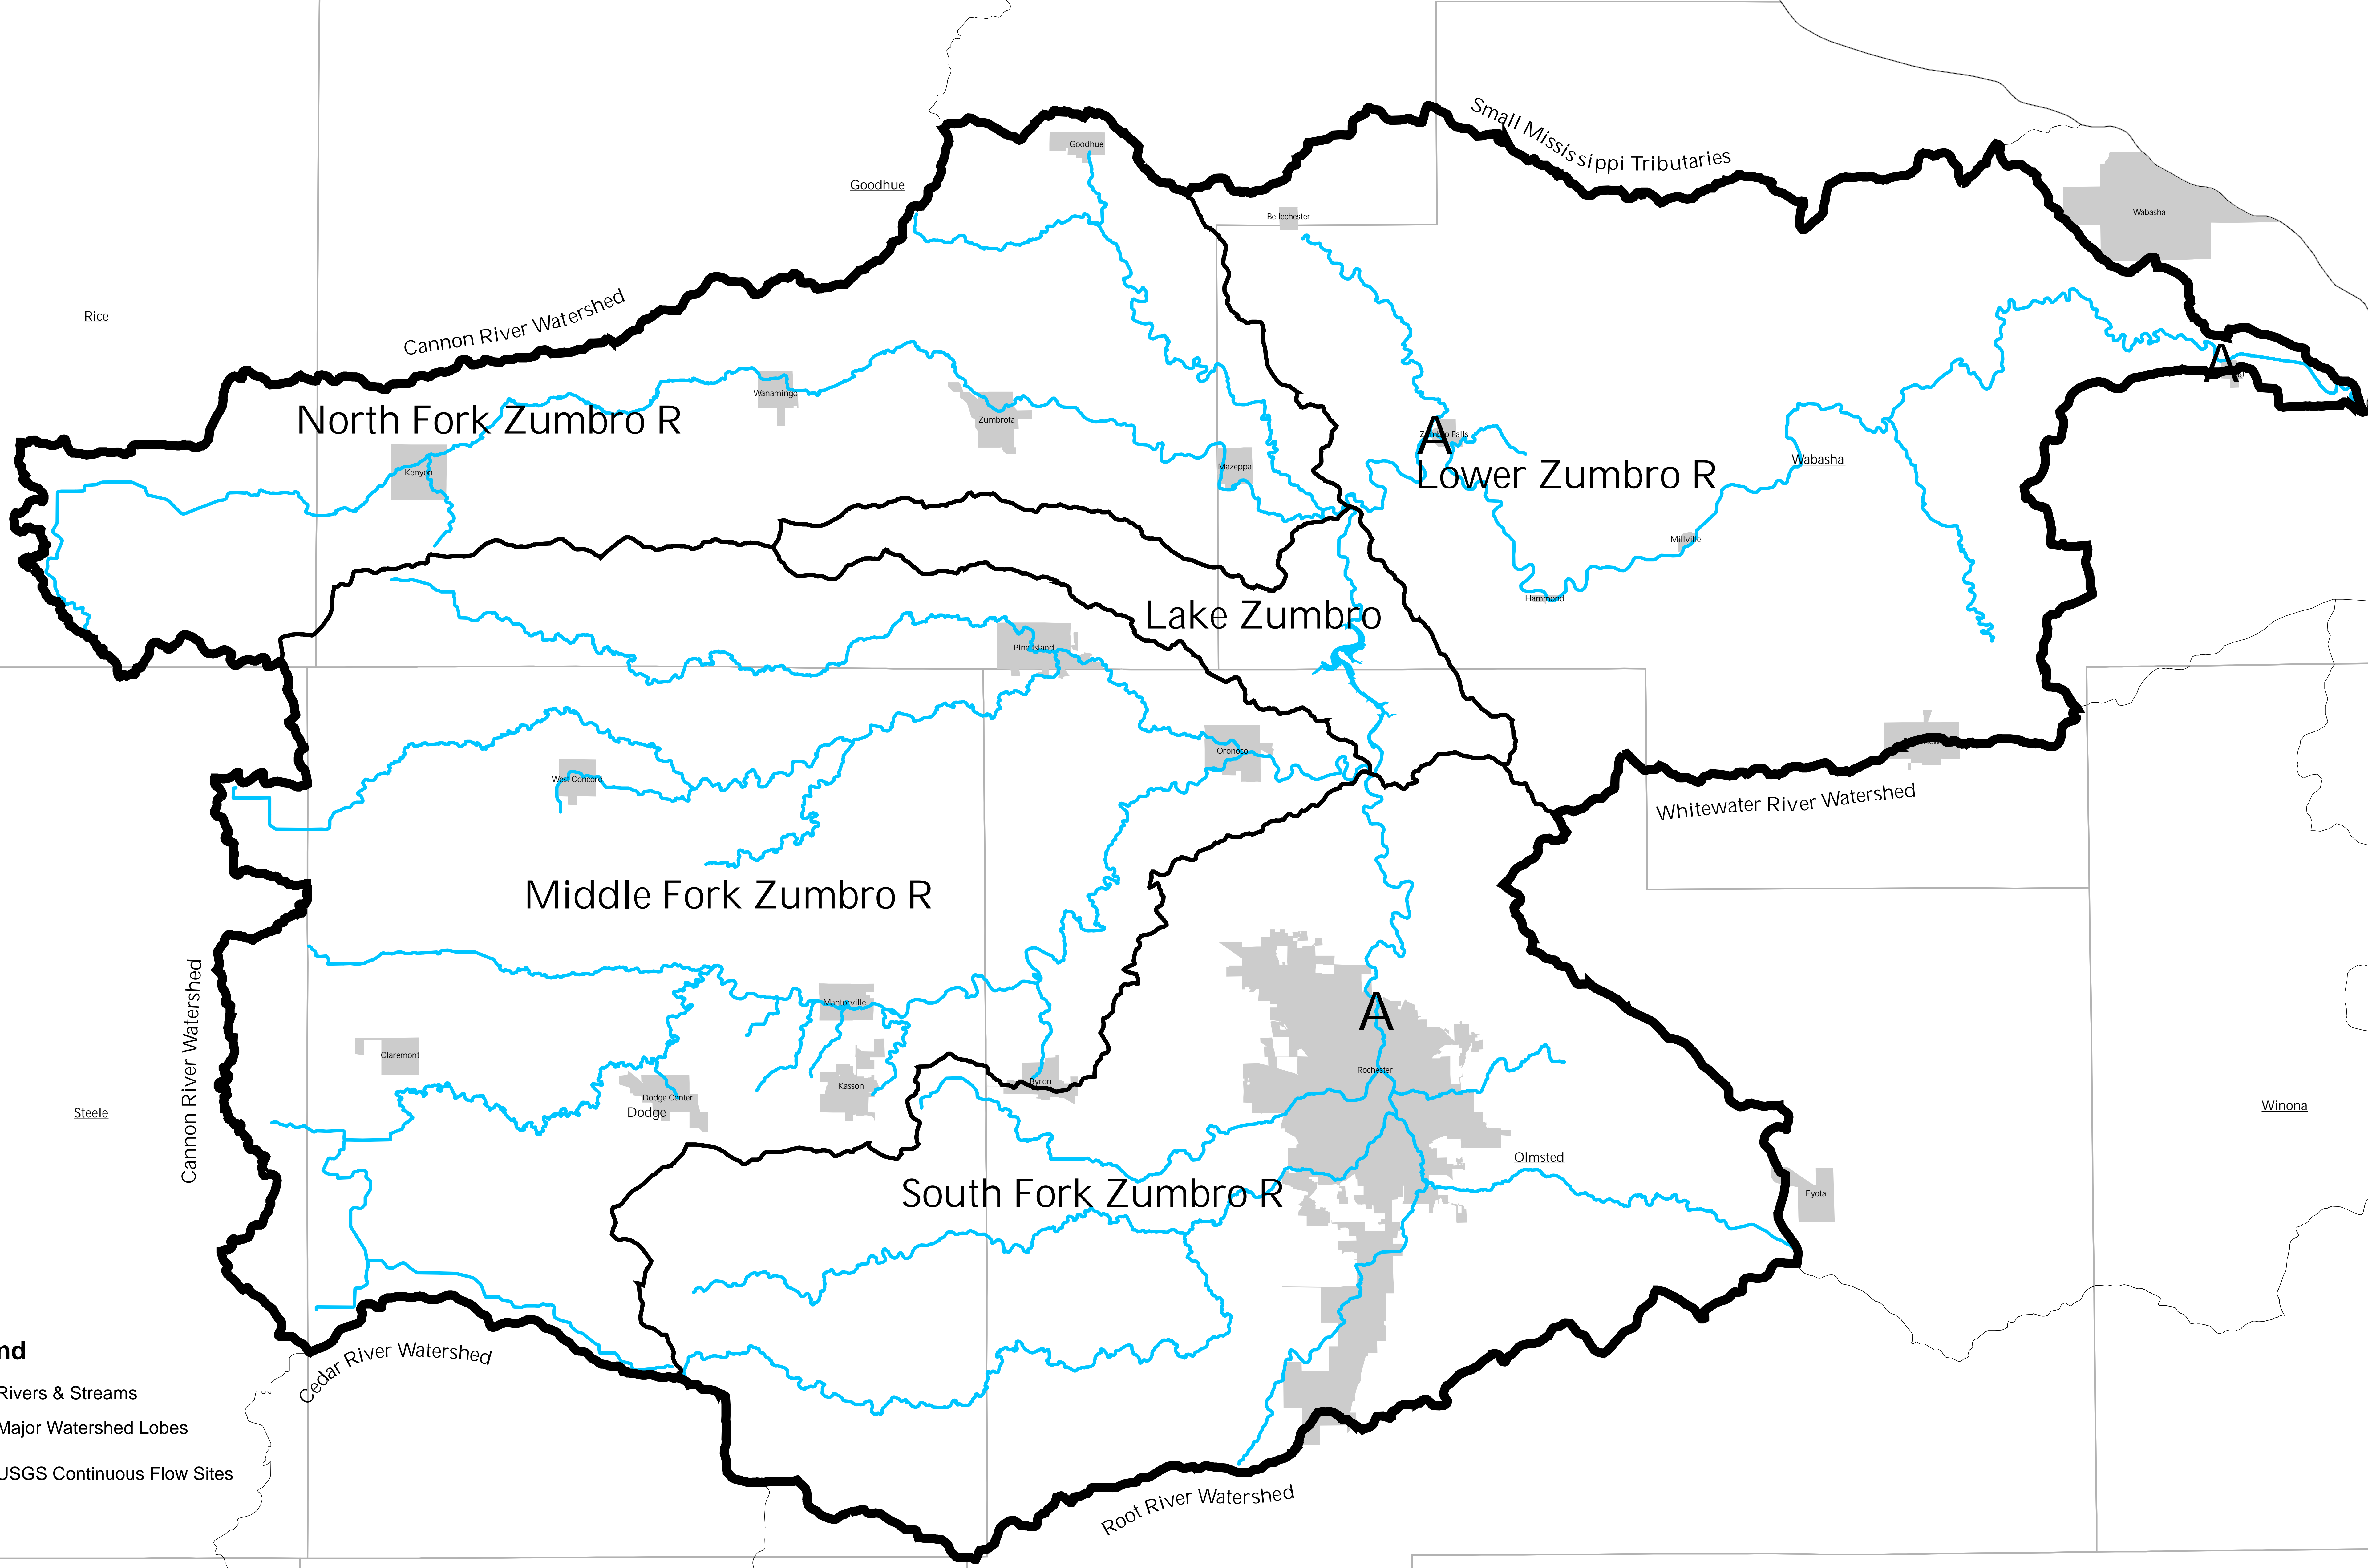 Small Mississippi Tributaries
Goodhue
Goodhue
Bellechester
Wabasha
Rice
Cannon River Watershed
A
Wanamingo
North Fork Zumbro R
Zumbrota
A
Zumbro Falls
Wabasha
Kenyon
Mazeppa
Lower Zumbro R
Millville
Hammond
Lake Zumbro
Pine Island
Oronoco
West Concord
Whitewater River Watershed
Middle Fork Zumbro R
Cannon River Watershed
Mantorville
A
Claremont
Rochester
Byron
Kasson
Dodge Center
Dodge
Steele
Winona
Olmsted
South Fork Zumbro R
Eyota
nd
Cedar River Watershed
Rivers & Streams
Major Watershed Lobes
USGS Continuous Flow Sites
Root River Watershed